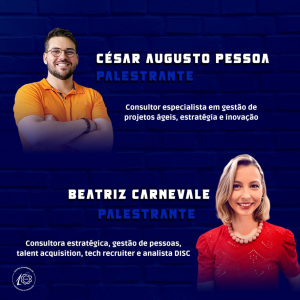 CÉSAR AUGUSTO PESSOA
PALESTRANTE
Consultor especialista em gestão de
projetos ágeis, estratégia e inovação
BEATRIZ CARNEVALE
PALESTRANTE
Consultora estratégica, gestão de pessoas,
talent acquisition, tech recruiter e analista DISC